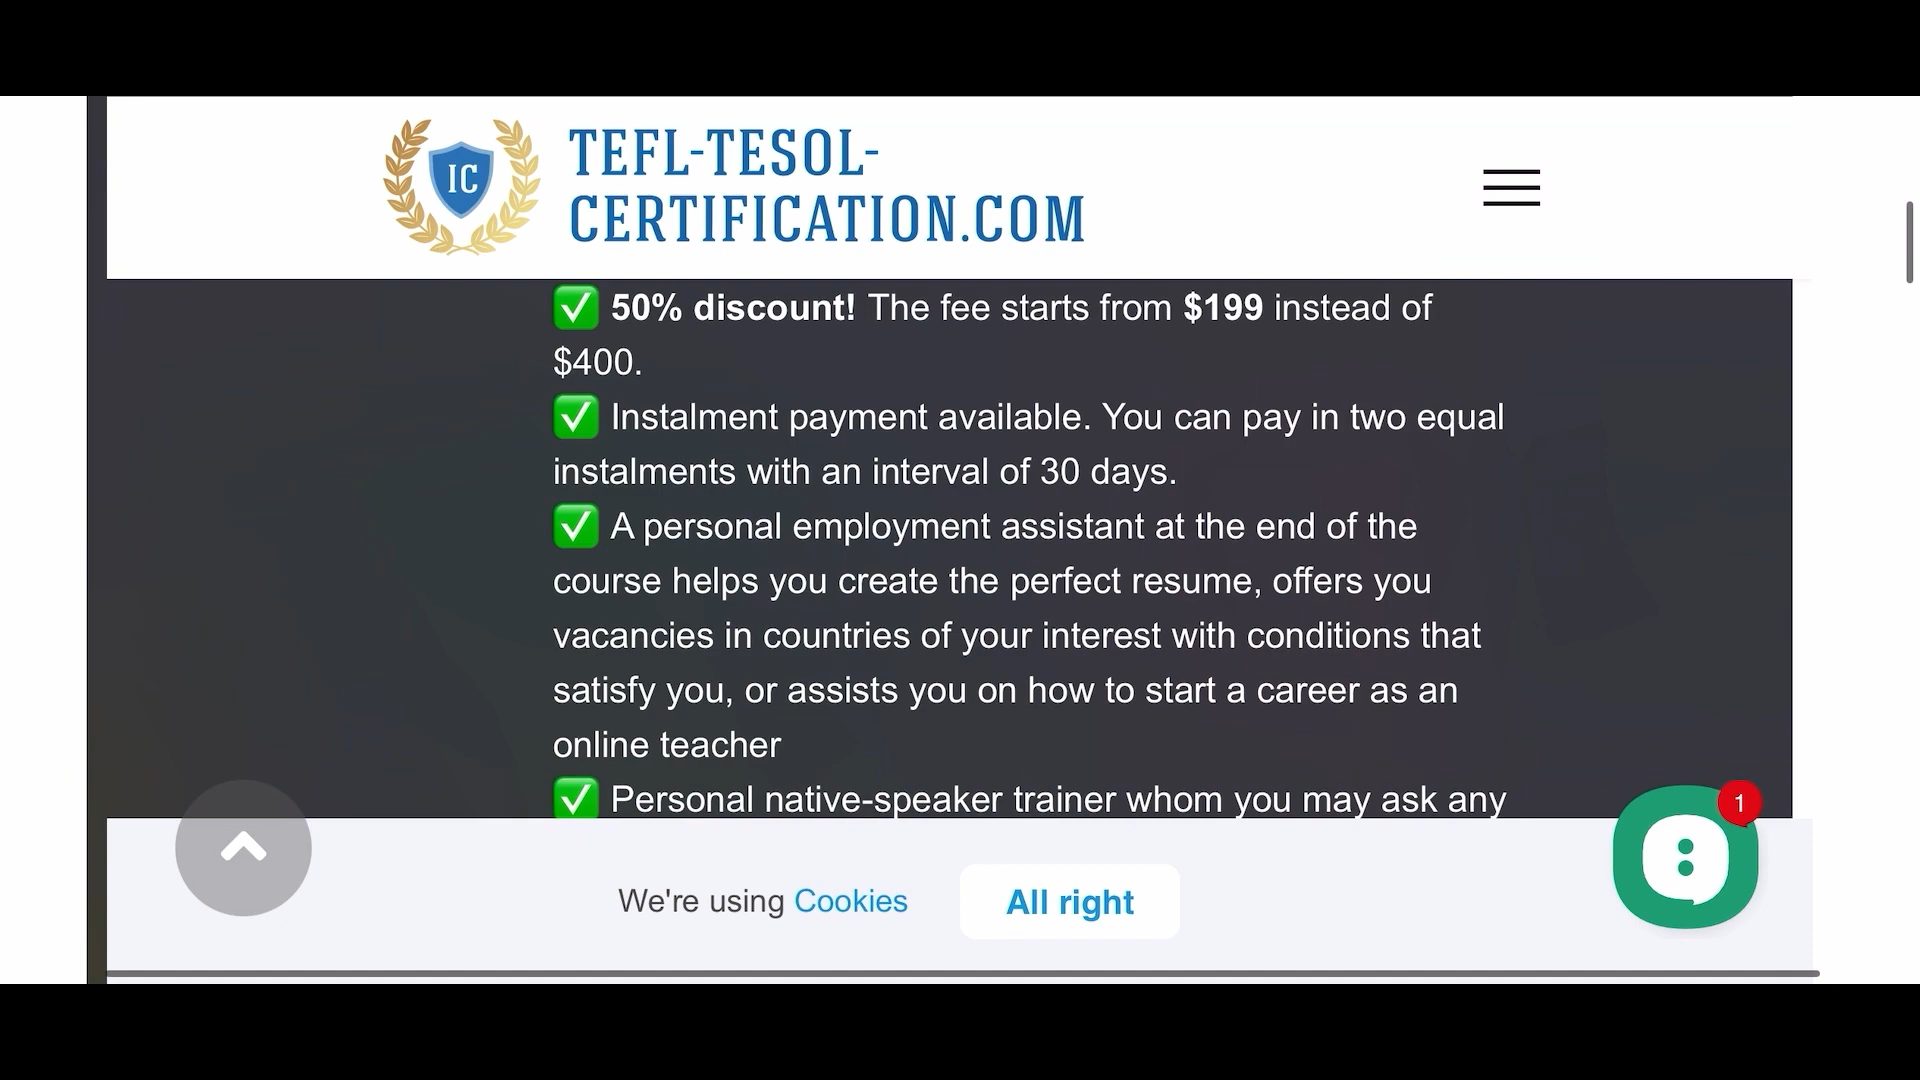 IC
TEFL-TESOL-
CERTIFICATION.COM
✅ 50% discount! The fee starts from $199 instead of
$400.
✅ Instalment payment available. You can pay in two equal
instalments with an interval of 30 days.
✅ A personal employment assistant at the end of the
course helps you create the perfect resume, offers you
vacancies in countries of your interest with conditions that
satisfy you, or assists you on how to start a career as an
online teacher
✅ Personal native-speaker trainer whom you may ask any
1
We're using Cookies
All right